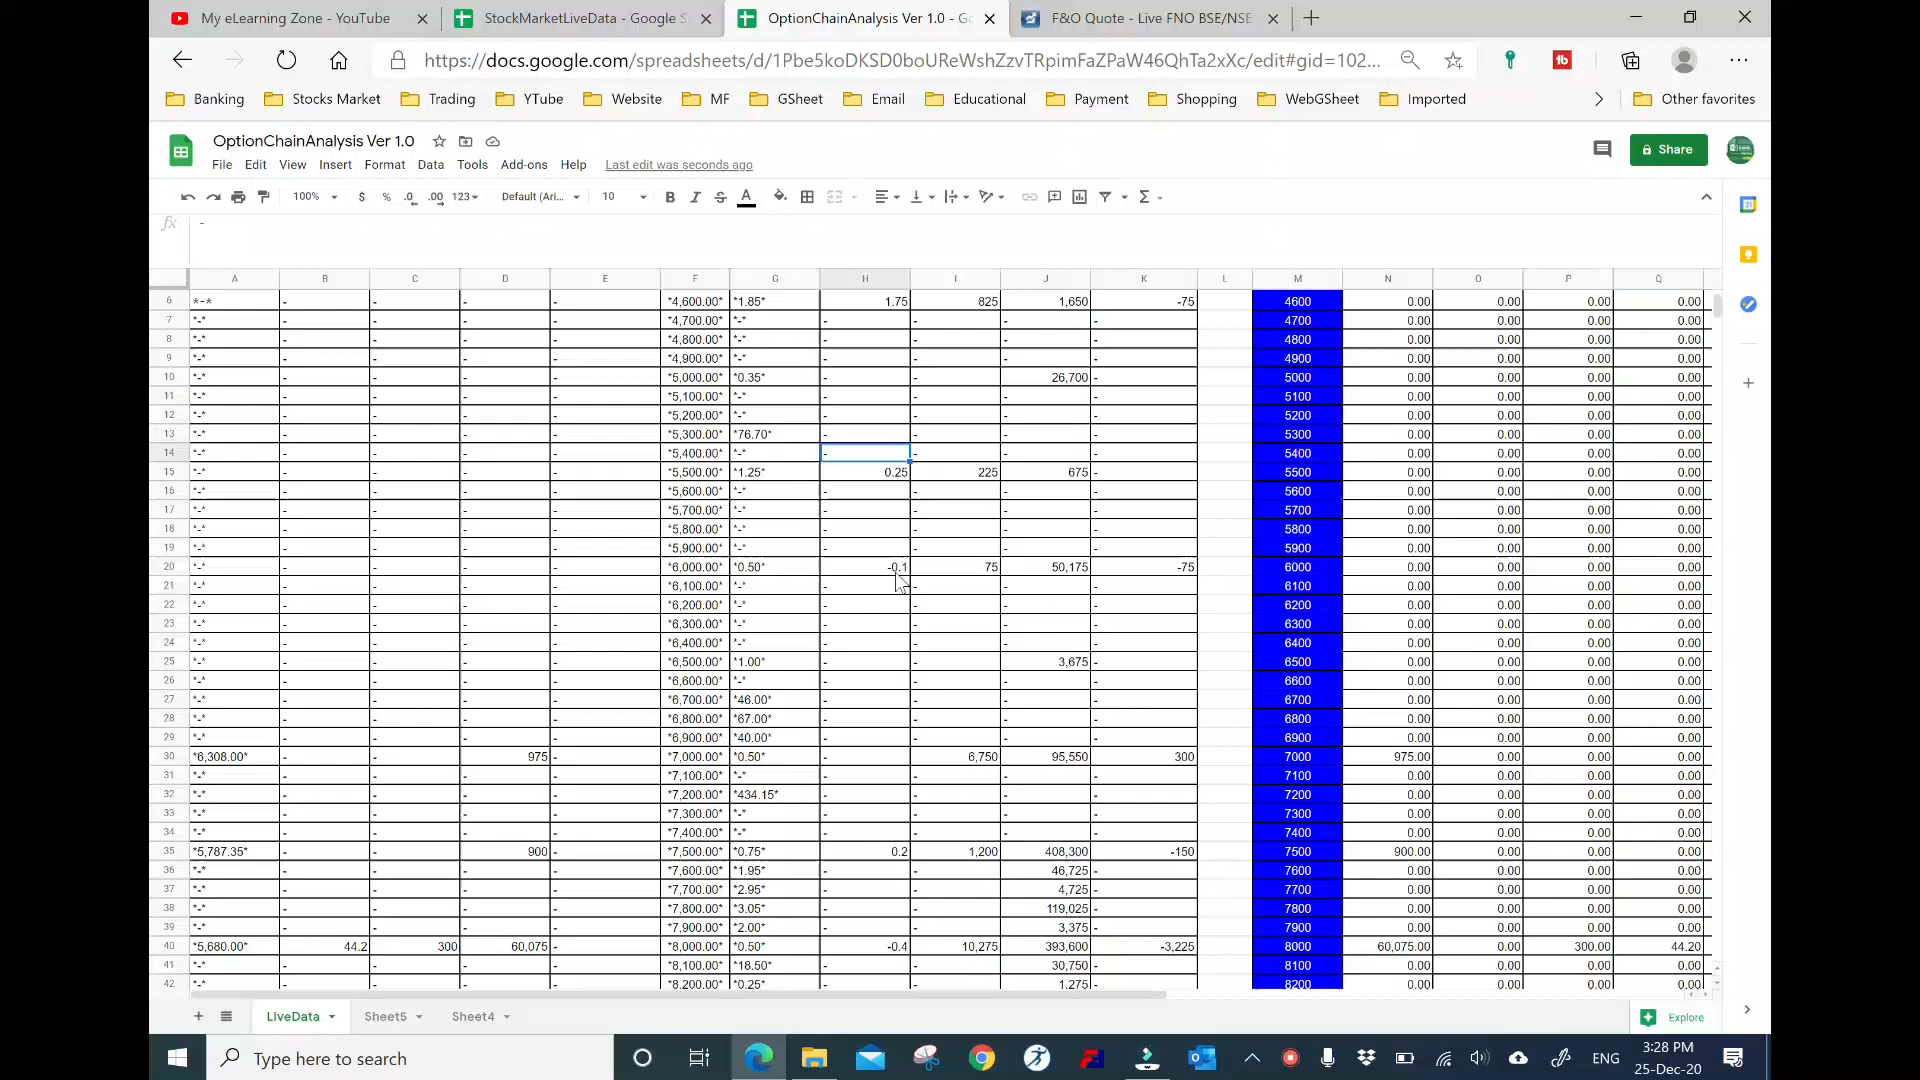 My eLearning Zone - YouTube
StockMarketLiveData - Google S
OptionChainAnalysis Ver 1.0 - Go
F&O Quote - Live FNO BSE/NSE
https://docs.google.com/spreadsheets/d/1Pbe5koDKSD0boUReWshZzvTRpimFaZPaW46QhTa2xXc/edit#gid=102...
Banking Stocks Market Trading YTube Website MF GSheet Email Educational Payment Shopping WebGSheet Imported Other favorites
OptionChainAnalysis Ver 1.0
File Edit View Insert Format Data Tools Add-ons Help Last edit was seconds ago
Share
100% $ % .0 .00 123 Default (Ari... 10 B I S A Σ
fx -
A B C D E F G H I J K L M N O P Q
6 *-* - - - - *4,600.00* *1.85* 1.75 825 1,650 -75 4600 0.00 0.00 0.00 0.00
7 *-* - - - - *4,700.00* *-* - - - - 4700 0.00 0.00 0.00 0.00
8 *-* - - - - *4,800.00* *-* - - - - 4800 0.00 0.00 0.00 0.00
9 *-* - - - - *4,900.00* *-* - - - - 4900 0.00 0.00 0.00 0.00
10 *-* - - - - *5,000.00* *0.35* - - 26,700 - 5000 0.00 0.00 0.00 0.00
11 *-* - - - - *5,100.00* *-* - - - - 5100 0.00 0.00 0.00 0.00
12 *-* - - - - *5,200.00* *-* - - - - 5200 0.00 0.00 0.00 0.00
13 *-* - - - - *5,300.00* *76.70* - - - - 5300 0.00 0.00 0.00 0.00
14 *-* - - - - *5,400.00* *-* - - - - 5400 0.00 0.00 0.00 0.00
15 *-* - - - - *5,500.00* *1.25* 0.25 225 675 - 5500 0.00 0.00 0.00 0.00
16 *-* - - - - *5,600.00* *-* - - - - 5600 0.00 0.00 0.00 0.00
17 *-* - - - - *5,700.00* *-* - - - - 5700 0.00 0.00 0.00 0.00
18 *-* - - - - *5,800.00* *-* - - - - 5800 0.00 0.00 0.00 0.00
19 *-* - - - - *5,900.00* *-* - - - - 5900 0.00 0.00 0.00 0.00
20 *-* - - - - *6,000.00* *0.50* -0.1 75 50,175 -75 6000 0.00 0.00 0.00 0.00
21 *-* - - - - *6,100.00* *-* - - - - 6100 0.00 0.00 0.00 0.00
22 *-* - - - - *6,200.00* *-* - - - - 6200 0.00 0.00 0.00 0.00
23 *-* - - - - *6,300.00* *-* - - - - 6300 0.00 0.00 0.00 0.00
24 *-* - - - - *6,400.00* *-* - - - - 6400 0.00 0.00 0.00 0.00
25 *-* - - - - *6,500.00* *1.00* - - 3,675 - 6500 0.00 0.00 0.00 0.00
26 *-* - - - - *6,600.00* *-* - - - - 6600 0.00 0.00 0.00 0.00
27 *-* - - - - *6,700.00* *46.00* - - - - 6700 0.00 0.00 0.00 0.00
28 *-* - - - - *6,800.00* *67.00* - - - - 6800 0.00 0.00 0.00 0.00
29 *-* - - - - *6,900.00* *40.00* - - - - 6900 0.00 0.00 0.00 0.00
30 *6,308.00* - - 975 - *7,000.00* *0.50* - 6,750 95,550 300 7000 975.00 0.00 0.00 0.00
31 *-* - - - - *7,100.00* *-* - - - - 7100 0.00 0.00 0.00 0.00
32 *-* - - - - *7,200.00* *434.15* - - - - 7200 0.00 0.00 0.00 0.00
33 *-* - - - - *7,300.00* *-* - - - - 7300 0.00 0.00 0.00 0.00
34 *-* - - - - *7,400.00* *-* - - - - 7400 0.00 0.00 0.00 0.00
35 *5,787.35* - - 900 - *7,500.00* *0.75* 0.2 1,200 408,300 -150 7500 900.00 0.00 0.00 0.00
36 *-* - - - - *7,600.00* *1.95* - - 46,725 - 7600 0.00 0.00 0.00 0.00
37 *-* - - - - *7,700.00* *2.95* - - 4,725 - 7700 0.00 0.00 0.00 0.00
38 *-* - - - - *7,800.00* *3.05* - - 119,025 - 7800 0.00 0.00 0.00 0.00
39 *-* - - - - *7,900.00* *2.00* - - 3,375 - 7900 0.00 0.00 0.00 0.00
40 *5,680.00* 44.2 300 60,075 - *8,000.00* *0.50* -0.4 10,275 393,600 -3,225 8000 60,075.00 0.00 300.00 44.20
41 *-* - - - - *8,100.00* *18.50* - - 30,750 - 8100 0.00 0.00 0.00 0.00
42 *-* - - - - *8,200.00* *0.25* - - 1,275 - 8200 0.00 0.00 0.00 0.00
LiveData Sheet5 Sheet4 Explore
Type here to search
ENG
3:28 PM
25-Dec-20